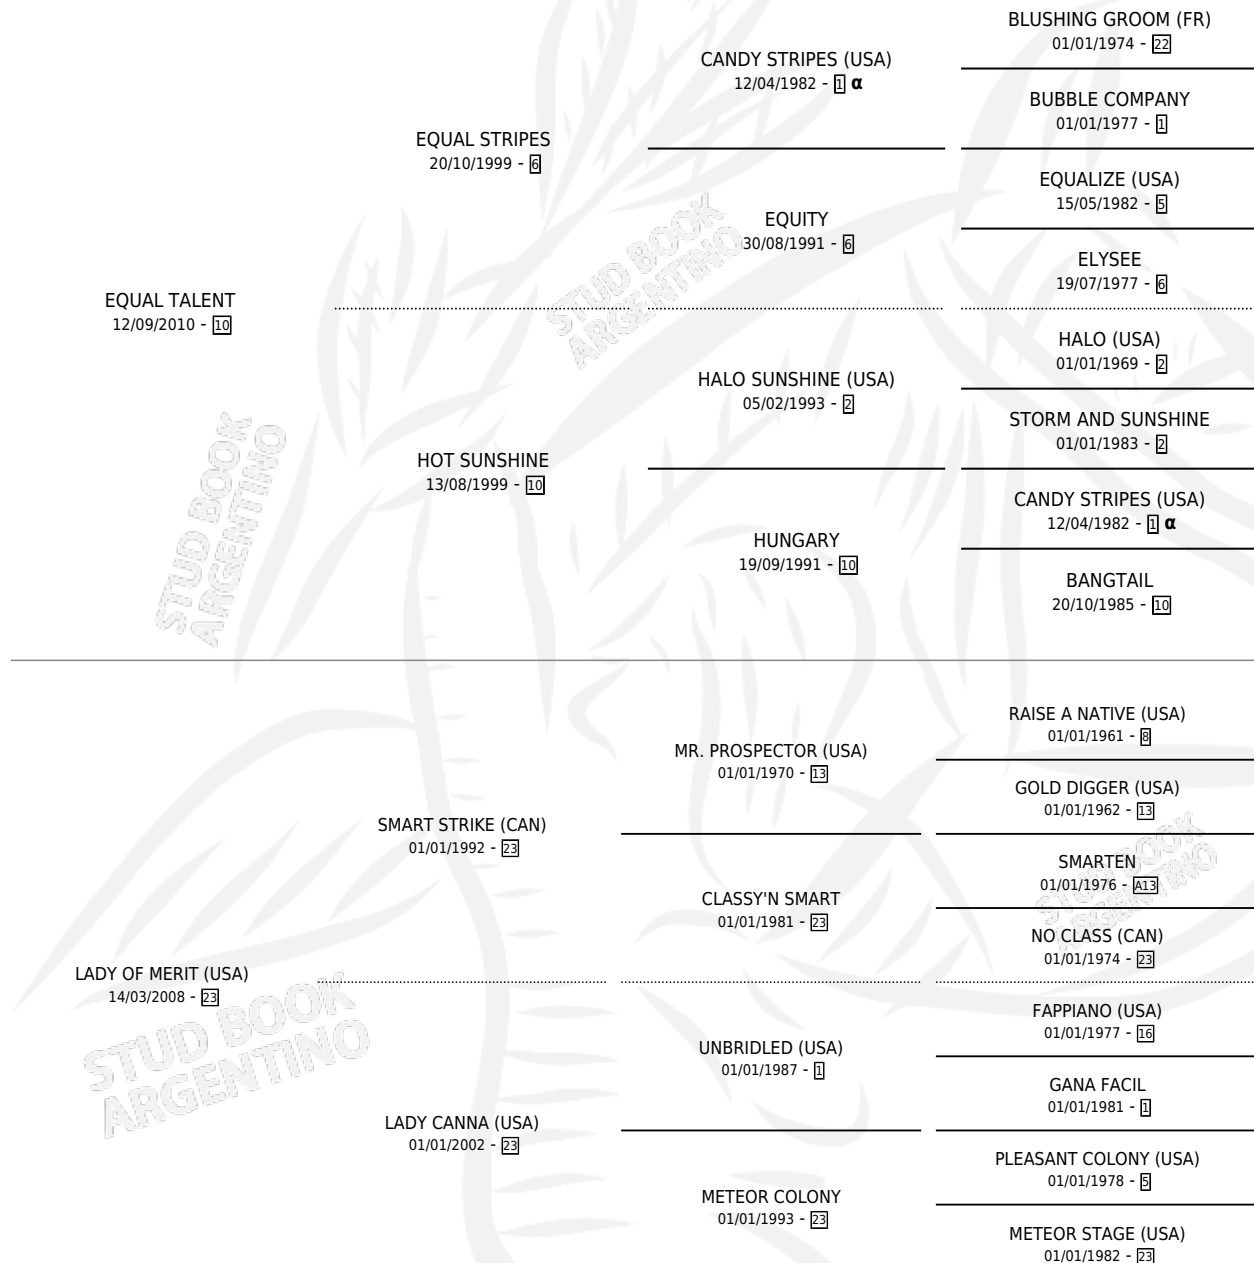 BLUSHING GROOM (FR)
01/01/1974 - 22
CANDY STRIPES (USA)
12/04/1982 - 1 α
BUBBLE COMPANY
01/01/1977 - 1
EQUAL STRIPES
20/10/1999 - 6
EQUALIZE (USA)
15/05/1982 - 5
EQUITY
30/08/1991 - 6
ELYSEE
19/07/1977 - 6
EQUAL TALENT
12/09/2010 - 10
HALO (USA)
01/01/1969 - 2
HALO SUNSHINE (USA)
05/02/1993 - 2
STORM AND SUNSHINE
01/01/1983 - 2
HOT SUNSHINE
13/08/1999 - 10
CANDY STRIPES (USA)
12/04/1982 - 1 α
HUNGARY
19/09/1991 - 10
BANGTAIL
20/10/1985 - 10
RAISE A NATIVE (USA)
01/01/1961 - 8
MR. PROSPECTOR (USA)
01/01/1970 - 13
GOLD DIGGER (USA)
01/01/1962 - 13
SMART STRIKE (CAN)
01/01/1992 - 23
SMARTEN
01/01/1976 - A13
CLASSY'N SMART
01/01/1981 - 23
NO CLASS (CAN)
01/01/1974 - 23
LADY OF MERIT (USA)
14/03/2008 - 23
FAPPIANO (USA)
01/01/1977 - 16
UNBRIDLED (USA)
01/01/1987 - 1
GANA FACIL
01/01/1981 - 1
LADY CANNA (USA)
01/01/2002 - 23
PLEASANT COLONY (USA)
01/01/1978 - 5
METEOR COLONY
01/01/1993 - 23
METEOR STAGE (USA)
01/01/1982 - 23
STUD BOOK
ARGENTINO
STUD BOOK
ARGENTINO
STUD BOOK
ARGENTINO
STUD BOOK
ARGENTINO